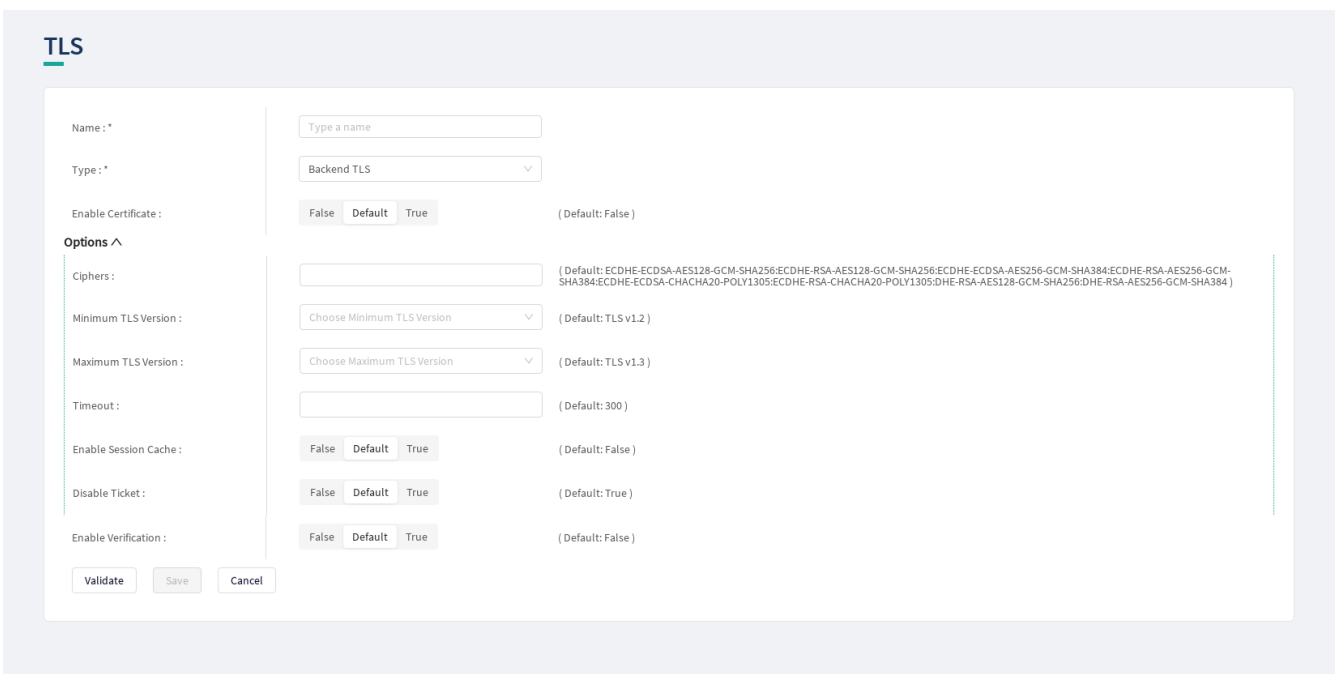 TLS
Name : *
Type a name
Type : *
Backend TLS
Enable Certificate :
False Default True
( Default: False )
Options
Ciphers :
( Default: ECDHE-ECDSA-AES128-GCM-SHA256:ECDHE-RSA-AES128-GCM-SHA256:ECDHE-ECDSA-AES256-GCM-SHA384:ECDHE-RSA-AES256-GCM-
SHA384:ECDHE-ECDSA-CHACHA20-POLY1305:ECDHE-RSA-CHACHA20-POLY1305:DHE-RSA-AES128-GCM-SHA256:DHE-RSA-AES256-GCM-SHA384 )
Minimum TLS Version :
Choose Minimum TLS Version
( Default: TLS v1.2 )
Maximum TLS Version :
Choose Maximum TLS Version
( Default: TLS v1.3 )
Timeout :
( Default: 300 )
Enable Session Cache :
False Default True
( Default: False )
Disable Ticket :
False Default True
( Default: True )
Enable Verification :
False Default True
( Default: False )
Validate Save Cancel